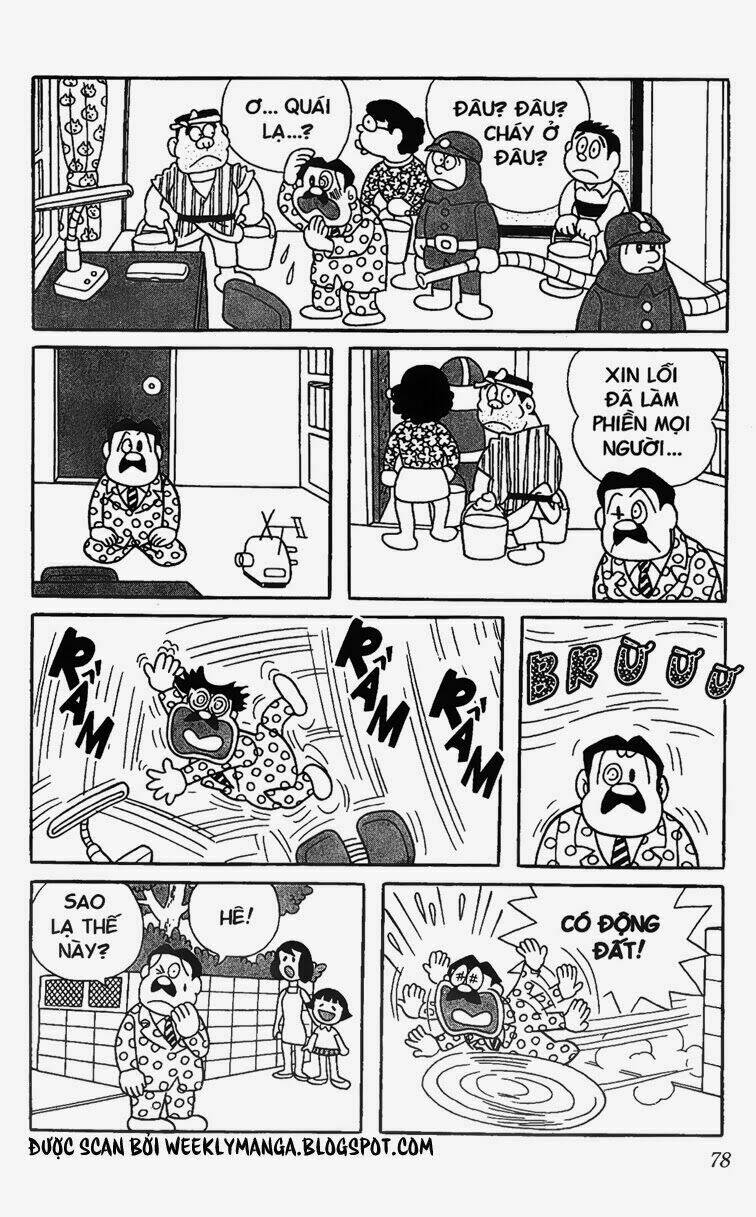 Ơ... QUÁI
LẠ...?
ĐÂU? ĐÂU?
CHÁY Ở
ĐÂU?
XIN LỖI
ĐÃ LÀM
PHIỀN MỌI
NGƯỜI...
RẦM
RẦM
RẦM
BRỪ Ừ Ừ
SAO
LẠ THẾ
NÀY?
HÊ!
CÓ ĐỘNG
ĐẤT!
ĐƯỢC SCAN BỞI WEEKLYMANGA.BLOGSPOT.COM
78